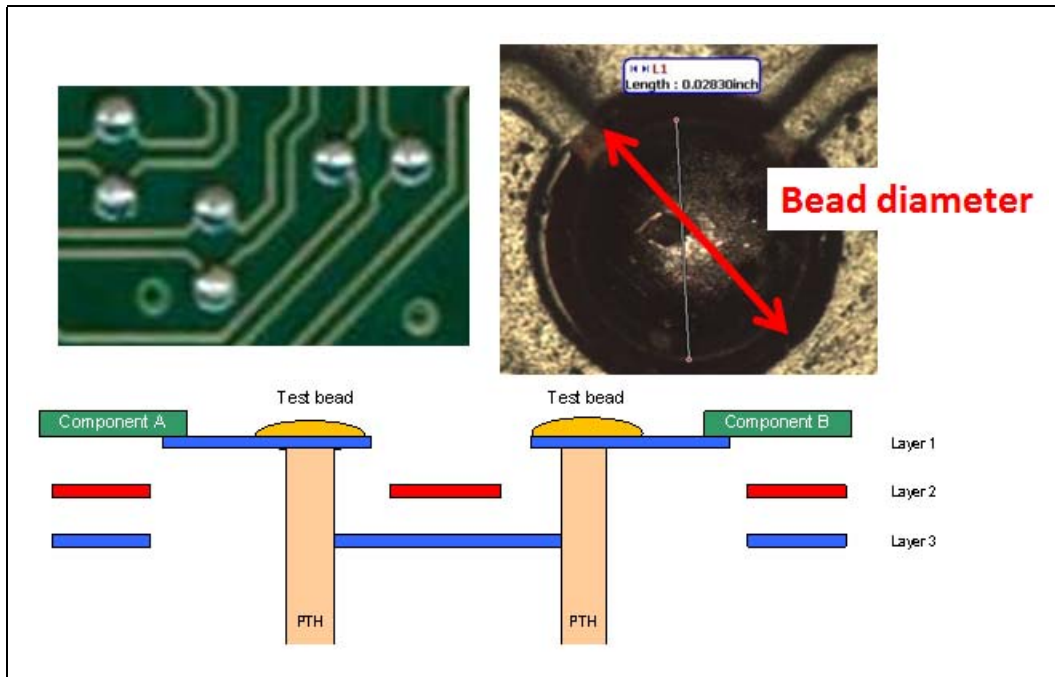 L1
Length : 0.02830inch
Bead diameter
Test bead
Test bead
Component A
Component B
Layer 1
Layer 2
Layer 3
PTH
PTH